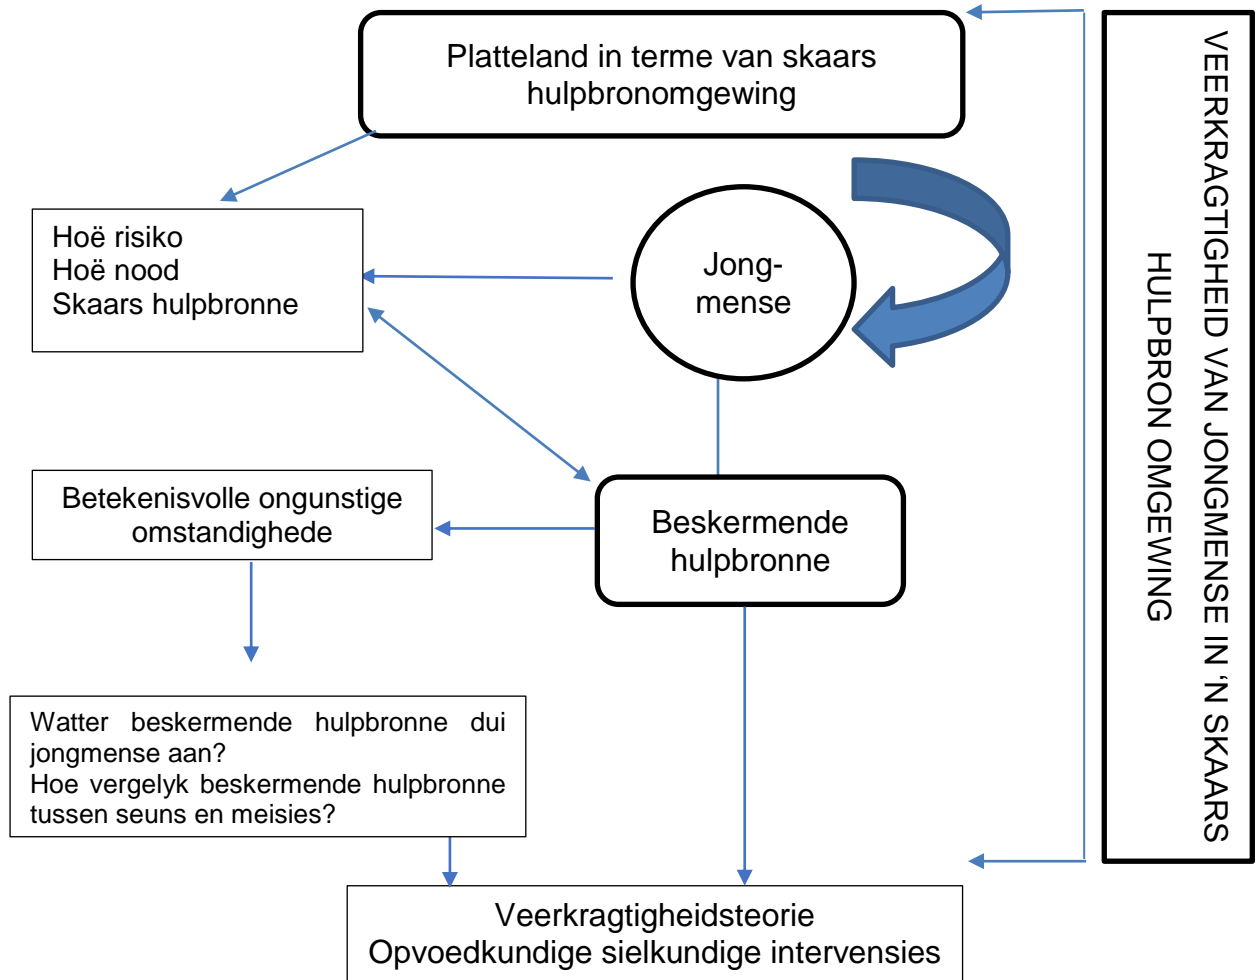 Platteland in terme van skaars
hulpbronomgewing
VEERKRAGTIGHEID VAN JONGMENSE IN 'N SKAARS
HULPBRON OMGEWING
Hoë risiko
Hoë nood
Skaars hulpbronne
Jong-
mense
Betekenisvolle ongunstige
omstandighede
Beskermende
hulpbronne
Watter beskermende hulpbronne dui
jongmense aan?
Hoe vergelyk beskermende hulpbronne
tussen seuns en meisies?
Veerkragtigheidsteorie
Opvoedkundige sielkundige intervensies